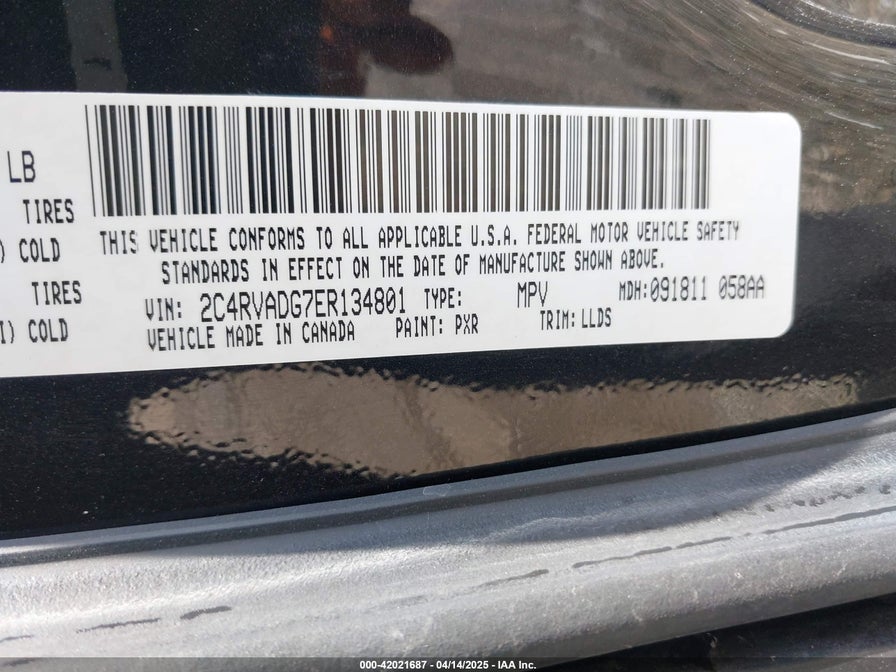 LB
TIRES
) COLD
TIRES
I) COLD
THIS VEHICLE CONFORMS TO ALL APPLICABLE U.S.A. FEDERAL MOTOR VEHICLE SAFETY
STANDARDS IN EFFECT ON THE DATE OF MANUFACTURE SHOWN ABOVE.
VIN: 2C4RVADG7ER134801 TYPE: MPV MDH:091811 058AA
VEHICLE MADE IN CANADA PAINT: PXR TRIM:LLDS
000-42021687 - 04/14/2025 - IAA Inc.